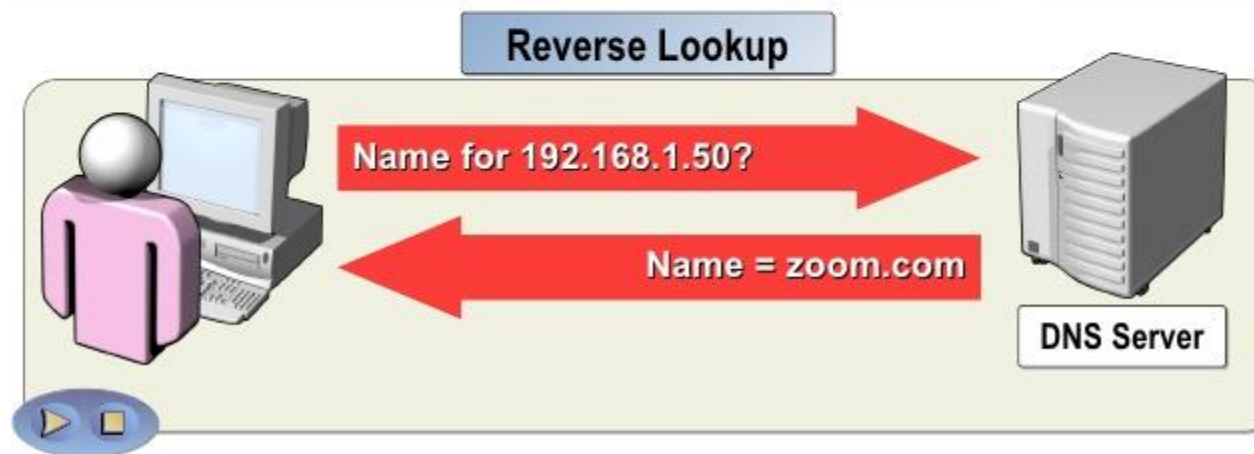 Reverse Lookup
Name for 192.168.1.50?
Name = zoom.com
DNS Server